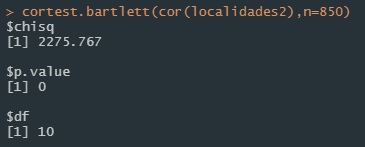 > cortest.bartlett(cor(localidades2),n=850)
$chisq
[1] 2275.767
$p.value
[1] 0
$df
[1] 10